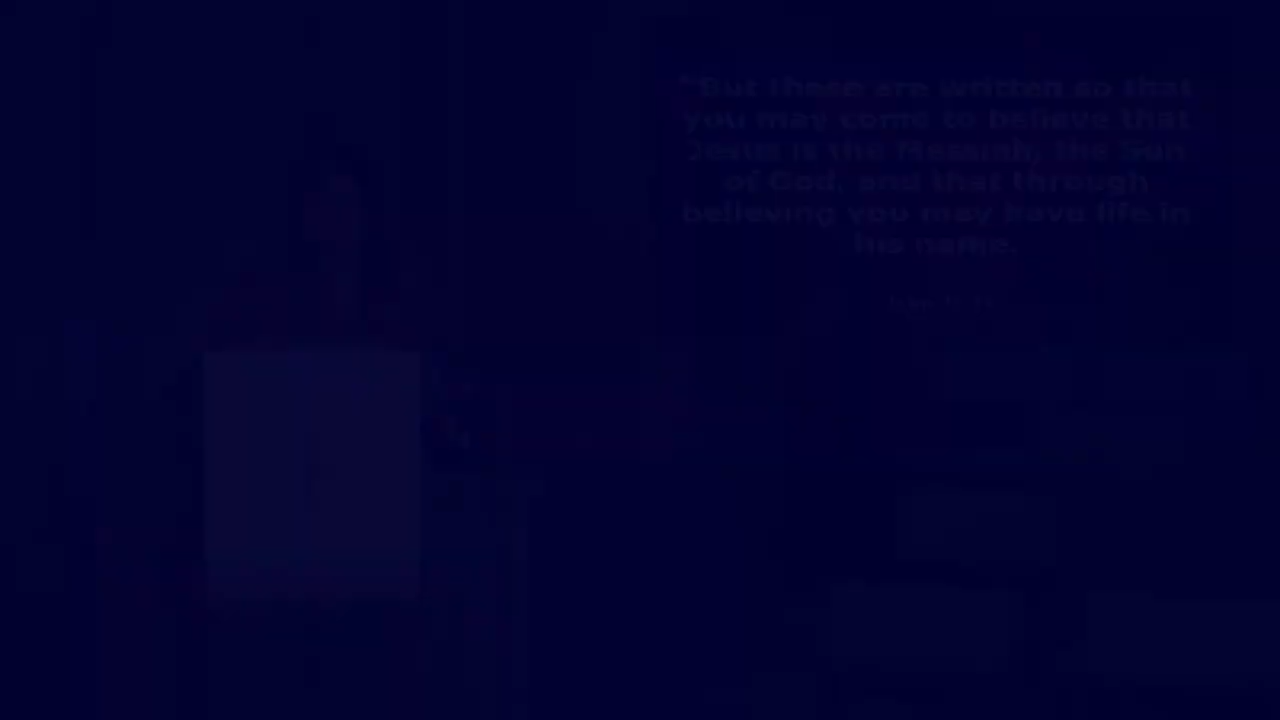 "But these are written so that
you may come to believe that
Jesus is the Messiah, the Son
of God, and that through
believing you may have life in
his name.